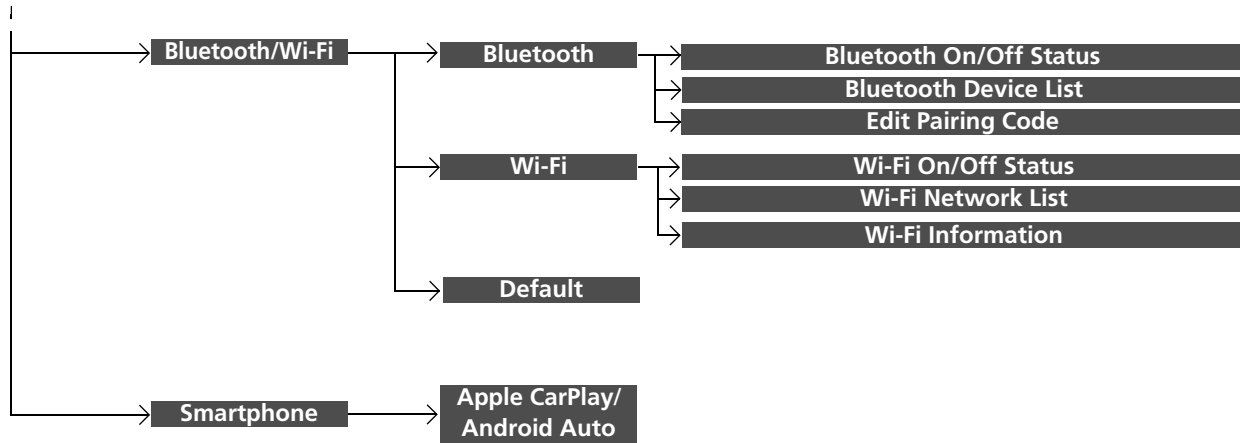 Bluetooth/Wi-Fi
Bluetooth
Bluetooth On/Off Status
Bluetooth Device List
Edit Pairing Code
Wi-Fi
Wi-Fi On/Off Status
Wi-Fi Network List
Wi-Fi Information
Default
Smartphone
Apple CarPlay/
Android Auto